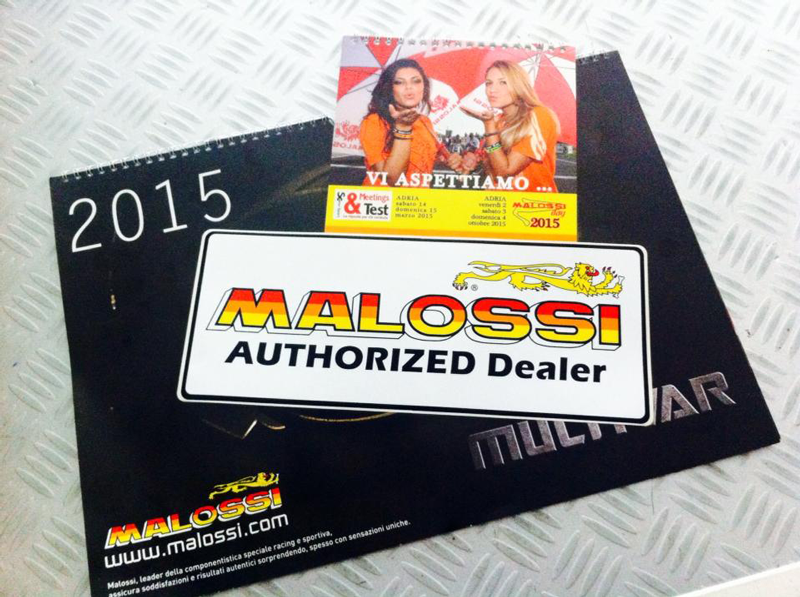 2015
VI ASPETTIAMO ...
Meetings
& Test
ADRIA
sabato 14
domenica 15
marzo 2015
ADRIA
venerdì 2
sabato 3
domenica 4
ottobre 2015
MALOSSI
day
2015
®
MALOSSI
AUTHORIZED Dealer
MALOSSI
www.malossi.com
Malossi, leader della componentistica speciale racing e sportiva,
assicura soddisfazioni e risultati autentici sorprendendo, spesso con sensazioni uniche.